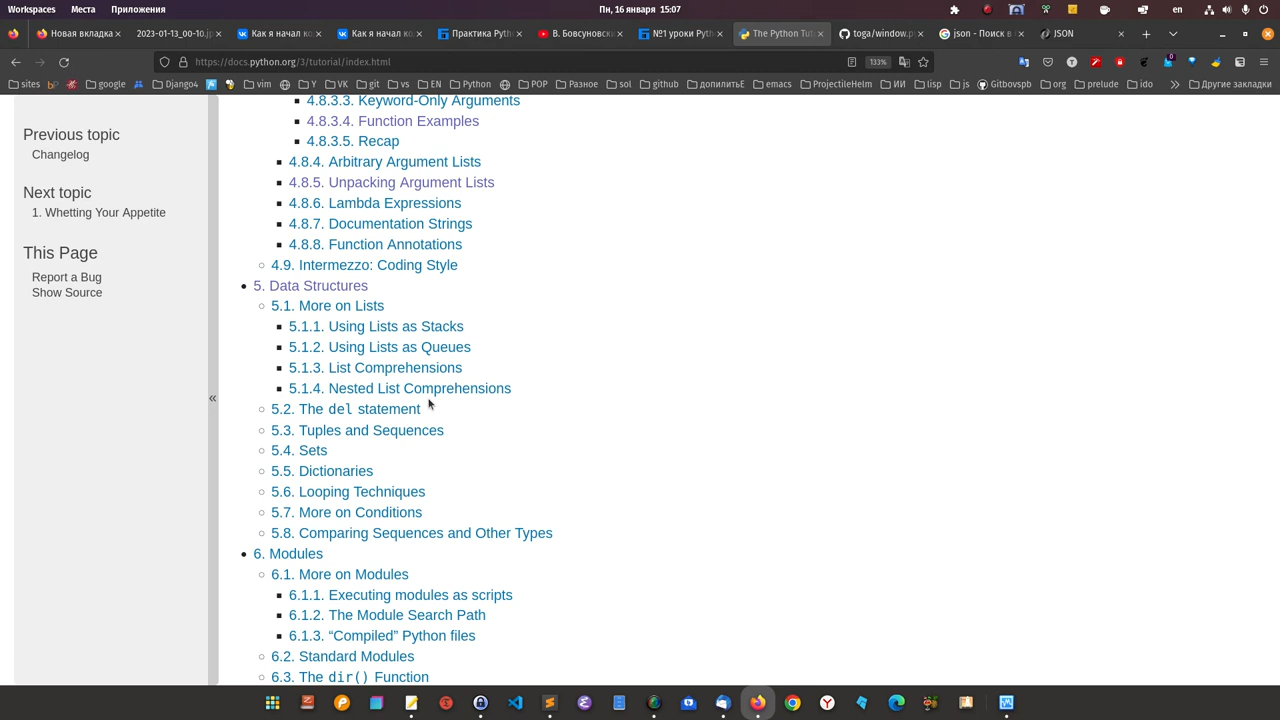 Workspaces Места Приложения Пн, 16 января 15:07 en
Новая вкладка 2023-01-13_00-10.j Как я начал ко Как я начал ко Практика Pyth В. Бовсуновски №1 уроки Pytho The Python Tut toga/window.p json - Поиск в JSON
https://docs.python.org/3/tutorial/index.html 133%
sites google Django4 vim Y VK git vs EN Python POP Разное sol github допилитьЕ emacs ProjectileHelm ИИ lisp js Gitbovspb org prelude ido Другие закладки
4.8.3.3. Keyword-Only Arguments
4.8.3.4. Function Examples
4.8.3.5. Recap
4.8.4. Arbitrary Argument Lists
4.8.5. Unpacking Argument Lists
4.8.6. Lambda Expressions
4.8.7. Documentation Strings
4.8.8. Function Annotations
4.9. Intermezzo: Coding Style
5. Data Structures
5.1. More on Lists
5.1.1. Using Lists as Stacks
5.1.2. Using Lists as Queues
5.1.3. List Comprehensions
5.1.4. Nested List Comprehensions
5.2. The del statement
5.3. Tuples and Sequences
5.4. Sets
5.5. Dictionaries
5.6. Looping Techniques
5.7. More on Conditions
5.8. Comparing Sequences and Other Types
6. Modules
6.1. More on Modules
6.1.1. Executing modules as scripts
6.1.2. The Module Search Path
6.1.3. “Compiled” Python files
6.2. Standard Modules
6.3. The dir() Function
Previous topic
Changelog
Next topic
1. Whetting Your Appetite
This Page
Report a Bug
Show Source
«